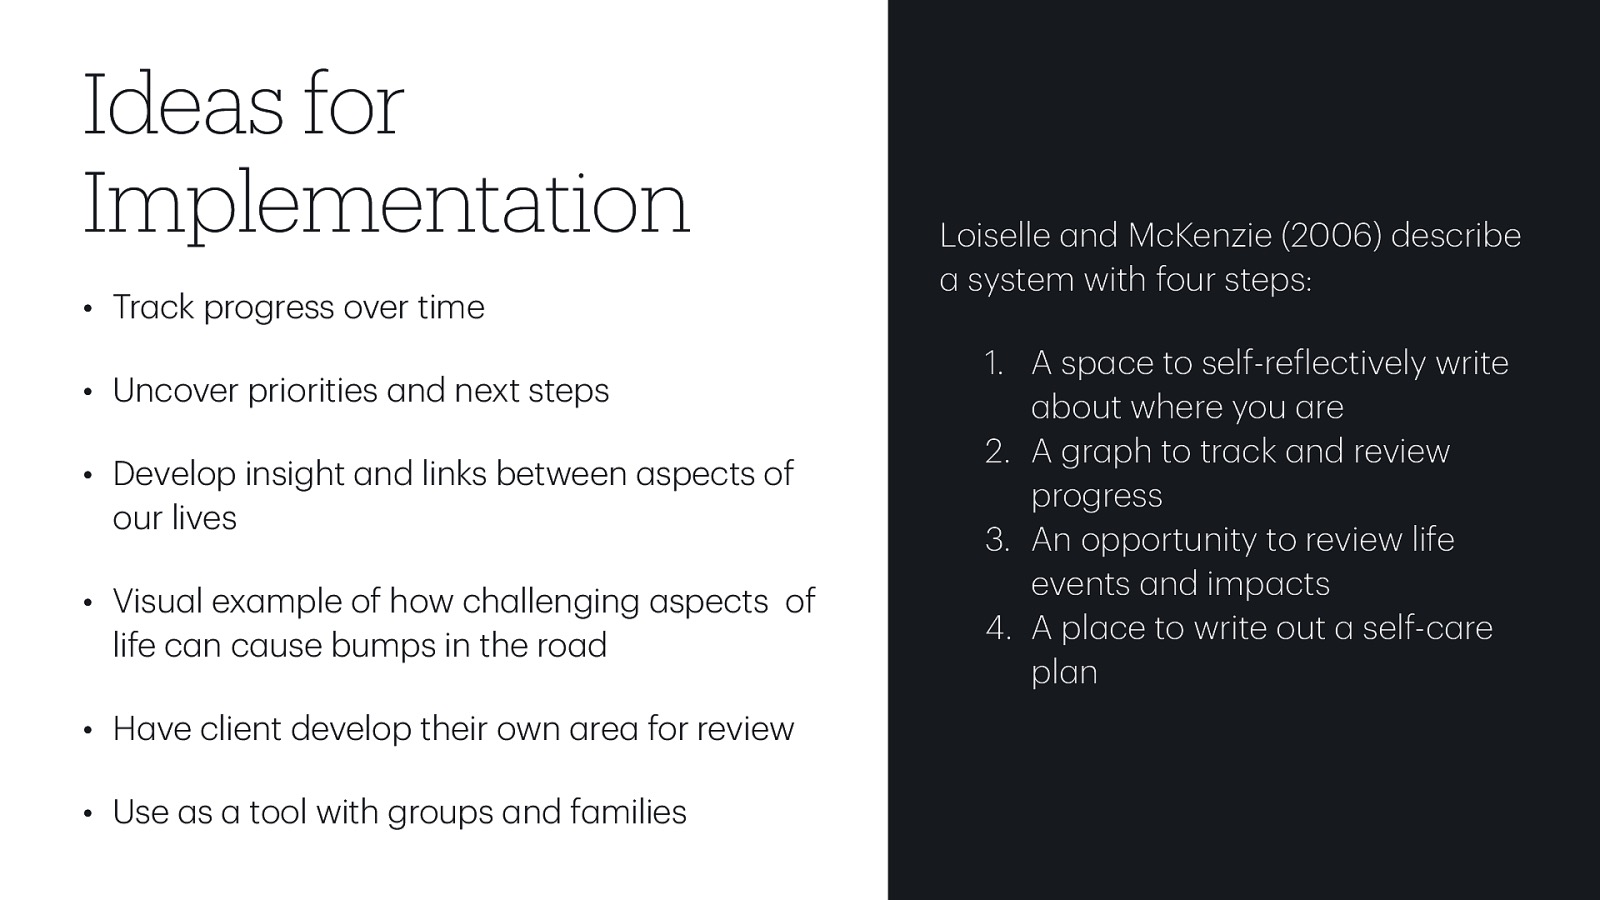 Ideas for
Implementation
• Track progress over time
• Uncover priorities and next steps
• Develop insight and links between aspects of
our lives
• Visual example of how challenging aspects  of
life can cause bumps in the road
• Have client develop their own area for review
• Use as a tool with groups and families
Loiselle and McKenzie (2006) describe
a system with four steps:
1. A space to self-reflectively write
about where you are
2. A graph to track and review
progress
3. An opportunity to review life
events and impacts
4. A place to write out a self-care
plan